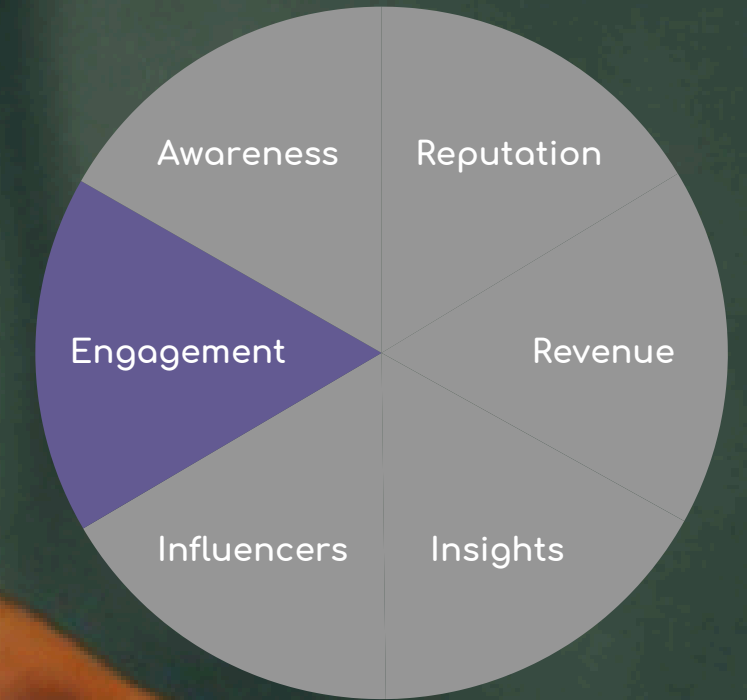 Awareness
Reputation
Engagement
Revenue
Influencers
Insights